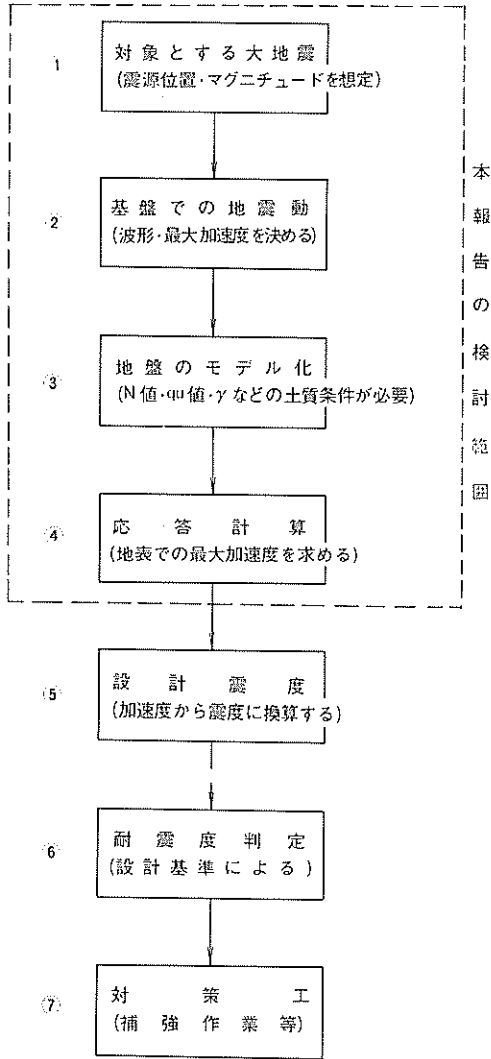 1
対象とする大地震
(震源位置・マグニチュードを想定)
②
基盤での地震動
(波形・最大加速度を決める)
③
地盤のモデル化
(N値・qu値・γなどの土質条件が必要)
④
応答計算
(地表での最大加速度を求める)
本報告の検討範囲
⑤
設計震度
(加速度から震度に換算する)
⑥
耐震度判定
(設計基準による)
⑦
対策工
(補強作業等)